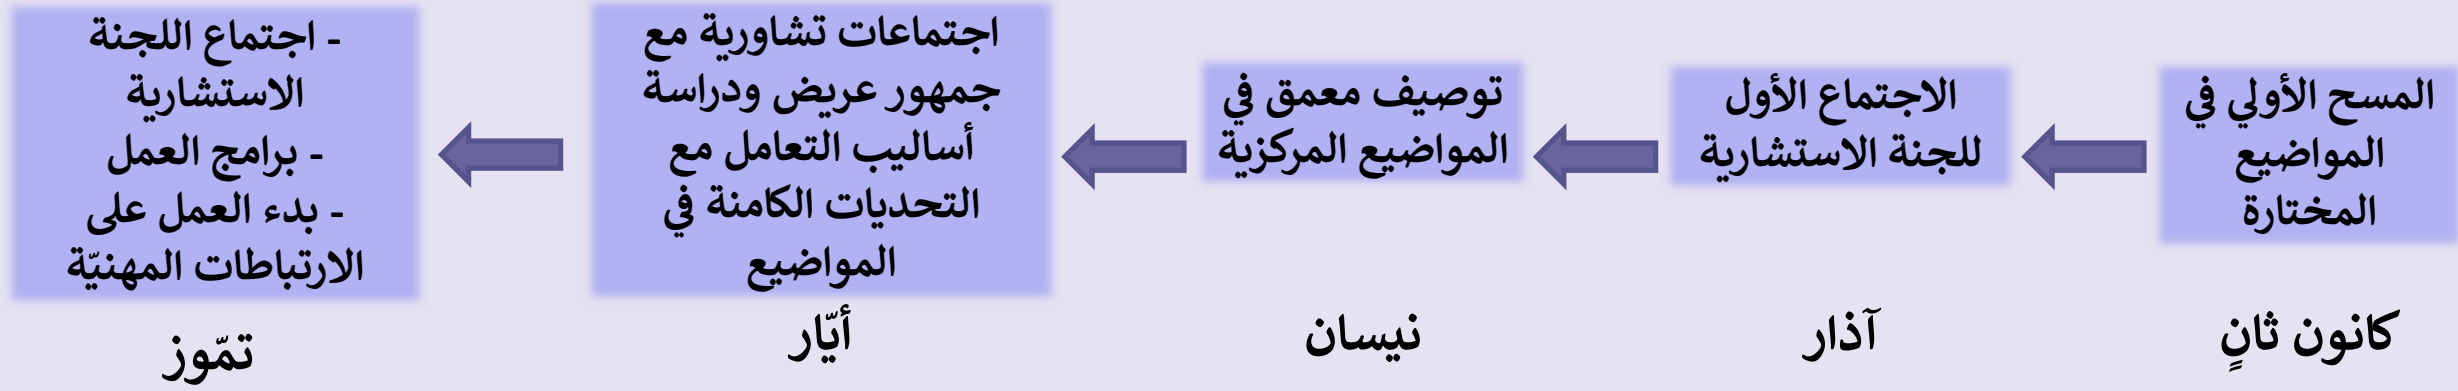 المسح الأولي في
المواضيع
المختارة
كانون ثانٍ
الاجتماع الأول
للجنة الاستشارية
آذار
توصيف معمق في
المواضيع المركزية
نيسان
اجتماعات تشاورية مع
جمهور عريض ودراسة
أساليب التعامل مع
التحديات الكامنة في
المواضيع
أيّار
- اجتماع اللجنة
الاستشارية
- برامج العمل
- بدء العمل على
الارتباطات المهنيّة
تمّوز